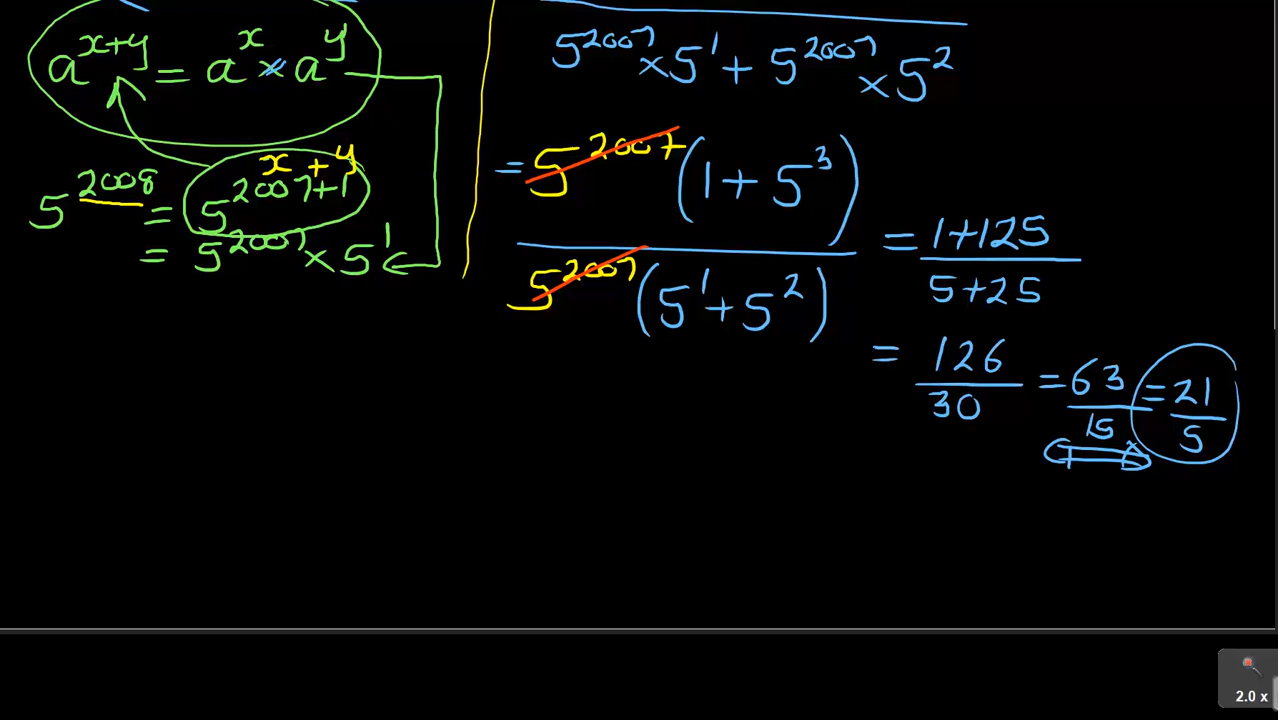 a^{x+y} = a^x × a^y
x + y
5^{2008} = 5^{2007+1}
= 5^{2007} × 5^1
5^{2007} × 5^1 + 5^{2007} × 5^2
= 5^{2007} (1 + 5^3)
5^{2007} (5^1 + 5^2)
= 1+125
5+25
= 126
30
= 63
15
= 21
5
2.0 x